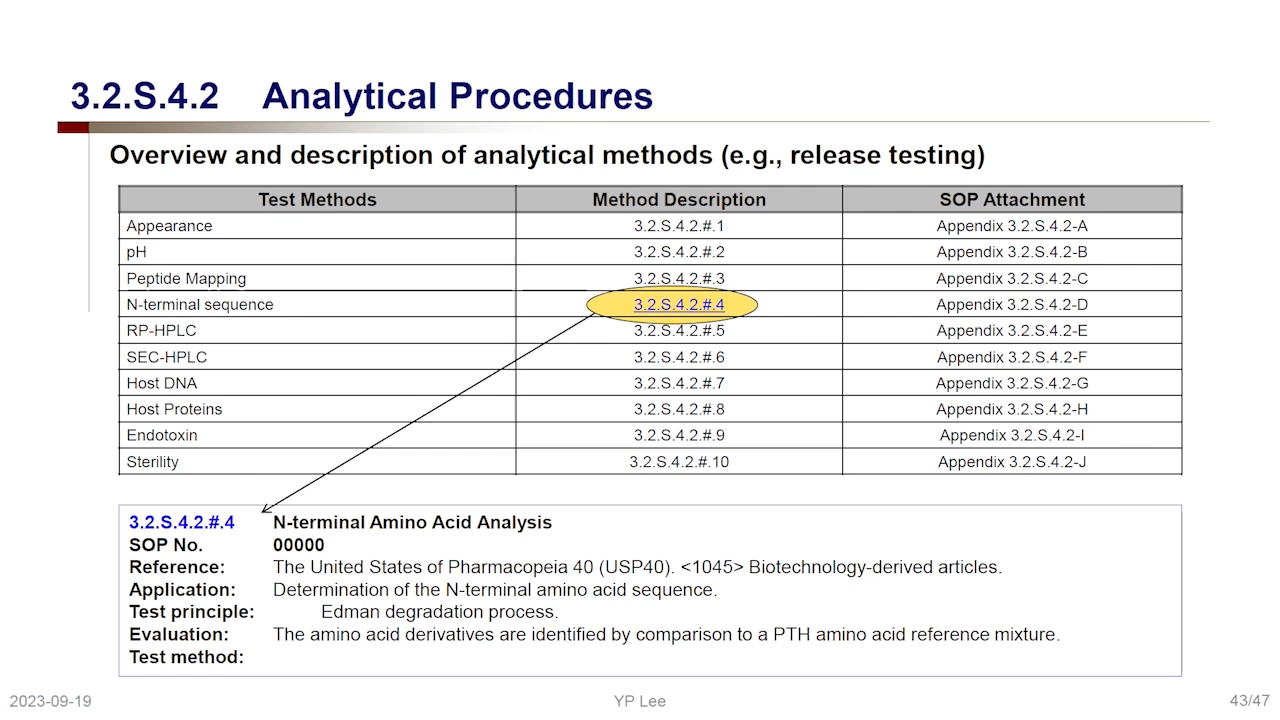 3.2.S.4.2 Analytical Procedures
Overview and description of analytical methods (e.g., release testing)
Test Methods Method Description SOP Attachment
Appearance 3.2.S.4.2.#.1 Appendix 3.2.S.4.2-A
pH 3.2.S.4.2.#.2 Appendix 3.2.S.4.2-B
Peptide Mapping 3.2.S.4.2.#.3 Appendix 3.2.S.4.2-C
N-terminal sequence 3.2.S.4.2.#.4 Appendix 3.2.S.4.2-D
RP-HPLC 3.2.S.4.2.#.5 Appendix 3.2.S.4.2-E
SEC-HPLC 3.2.S.4.2.#.6 Appendix 3.2.S.4.2-F
Host DNA 3.2.S.4.2.#.7 Appendix 3.2.S.4.2-G
Host Proteins 3.2.S.4.2.#.8 Appendix 3.2.S.4.2-H
Endotoxin 3.2.S.4.2.#.9 Appendix 3.2.S.4.2-I
Sterility 3.2.S.4.2.#.10 Appendix 3.2.S.4.2-J
3.2.S.4.2.#.4 N-terminal Amino Acid Analysis
SOP No. 00000
Reference: The United States of Pharmacopeia 40 (USP40). <1045> Biotechnology-derived articles.
Application: Determination of the N-terminal amino acid sequence.
Test principle: Edman degradation process.
Evaluation: The amino acid derivatives are identified by comparison to a PTH amino acid reference mixture.
Test method:
2023-09-19 YP Lee 43/47